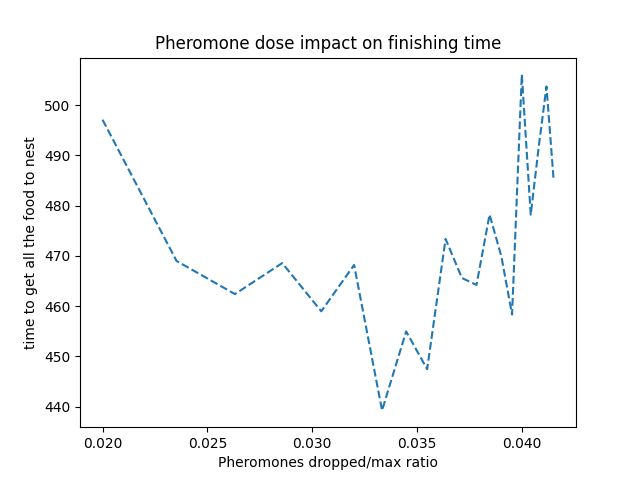 Pheromone dose impact on finishing time
time to get all the food to nest
500
490
480
470
460
450
440
0.020 0.025 0.030 0.035 0.040
Pheromones dropped/max ratio